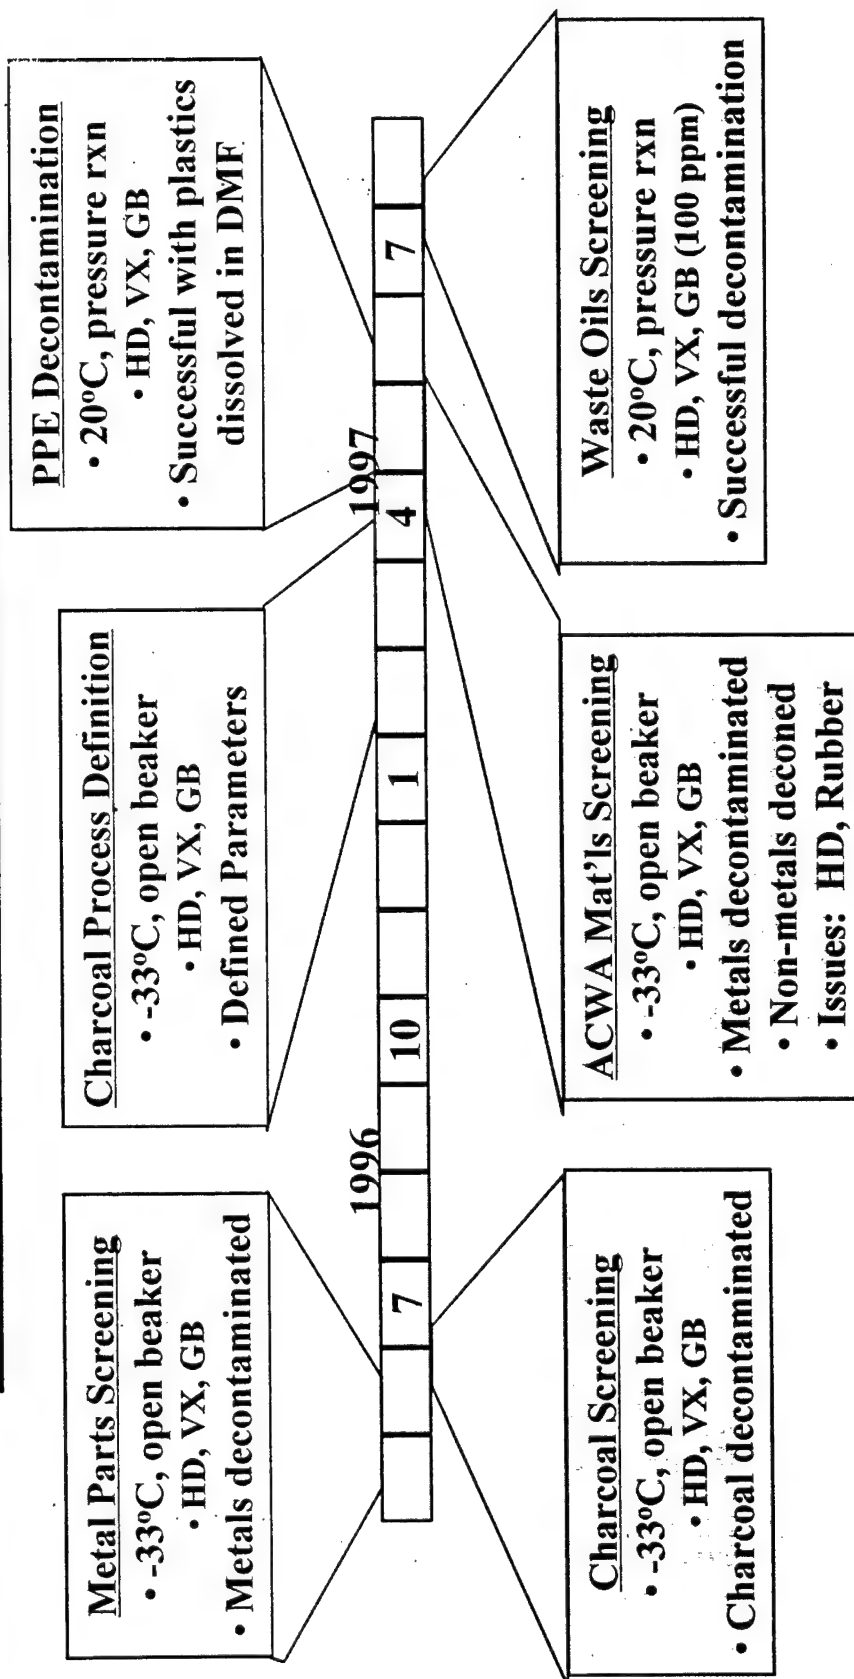 Metal Parts Screening
• -33ºC, open beaker
• HD, VX, GB
• Metals decontaminated
Charcoal Process Definition
• -33ºC, open beaker
• HD, VX, GB
• Defined Parameters
PPE Decontamination
• 20ºC, pressure rxn
• HD, VX, GB
• Successful with plastics
dissolved in DMF
1996
1997
7
10
1
4
7
Charcoal Screening
• -33ºC, open beaker
• HD, VX, GB
• Charcoal decontaminated
ACWA Mat'ls Screening
• -33ºC, open beaker
• HD, VX, GB
• Metals decontaminated
• Non-metals deconed
• Issues: HD, Rubber
Waste Oils Screening
• 20ºC, pressure rxn
• HD, VX, GB (100 ppm)
• Successful decontamination